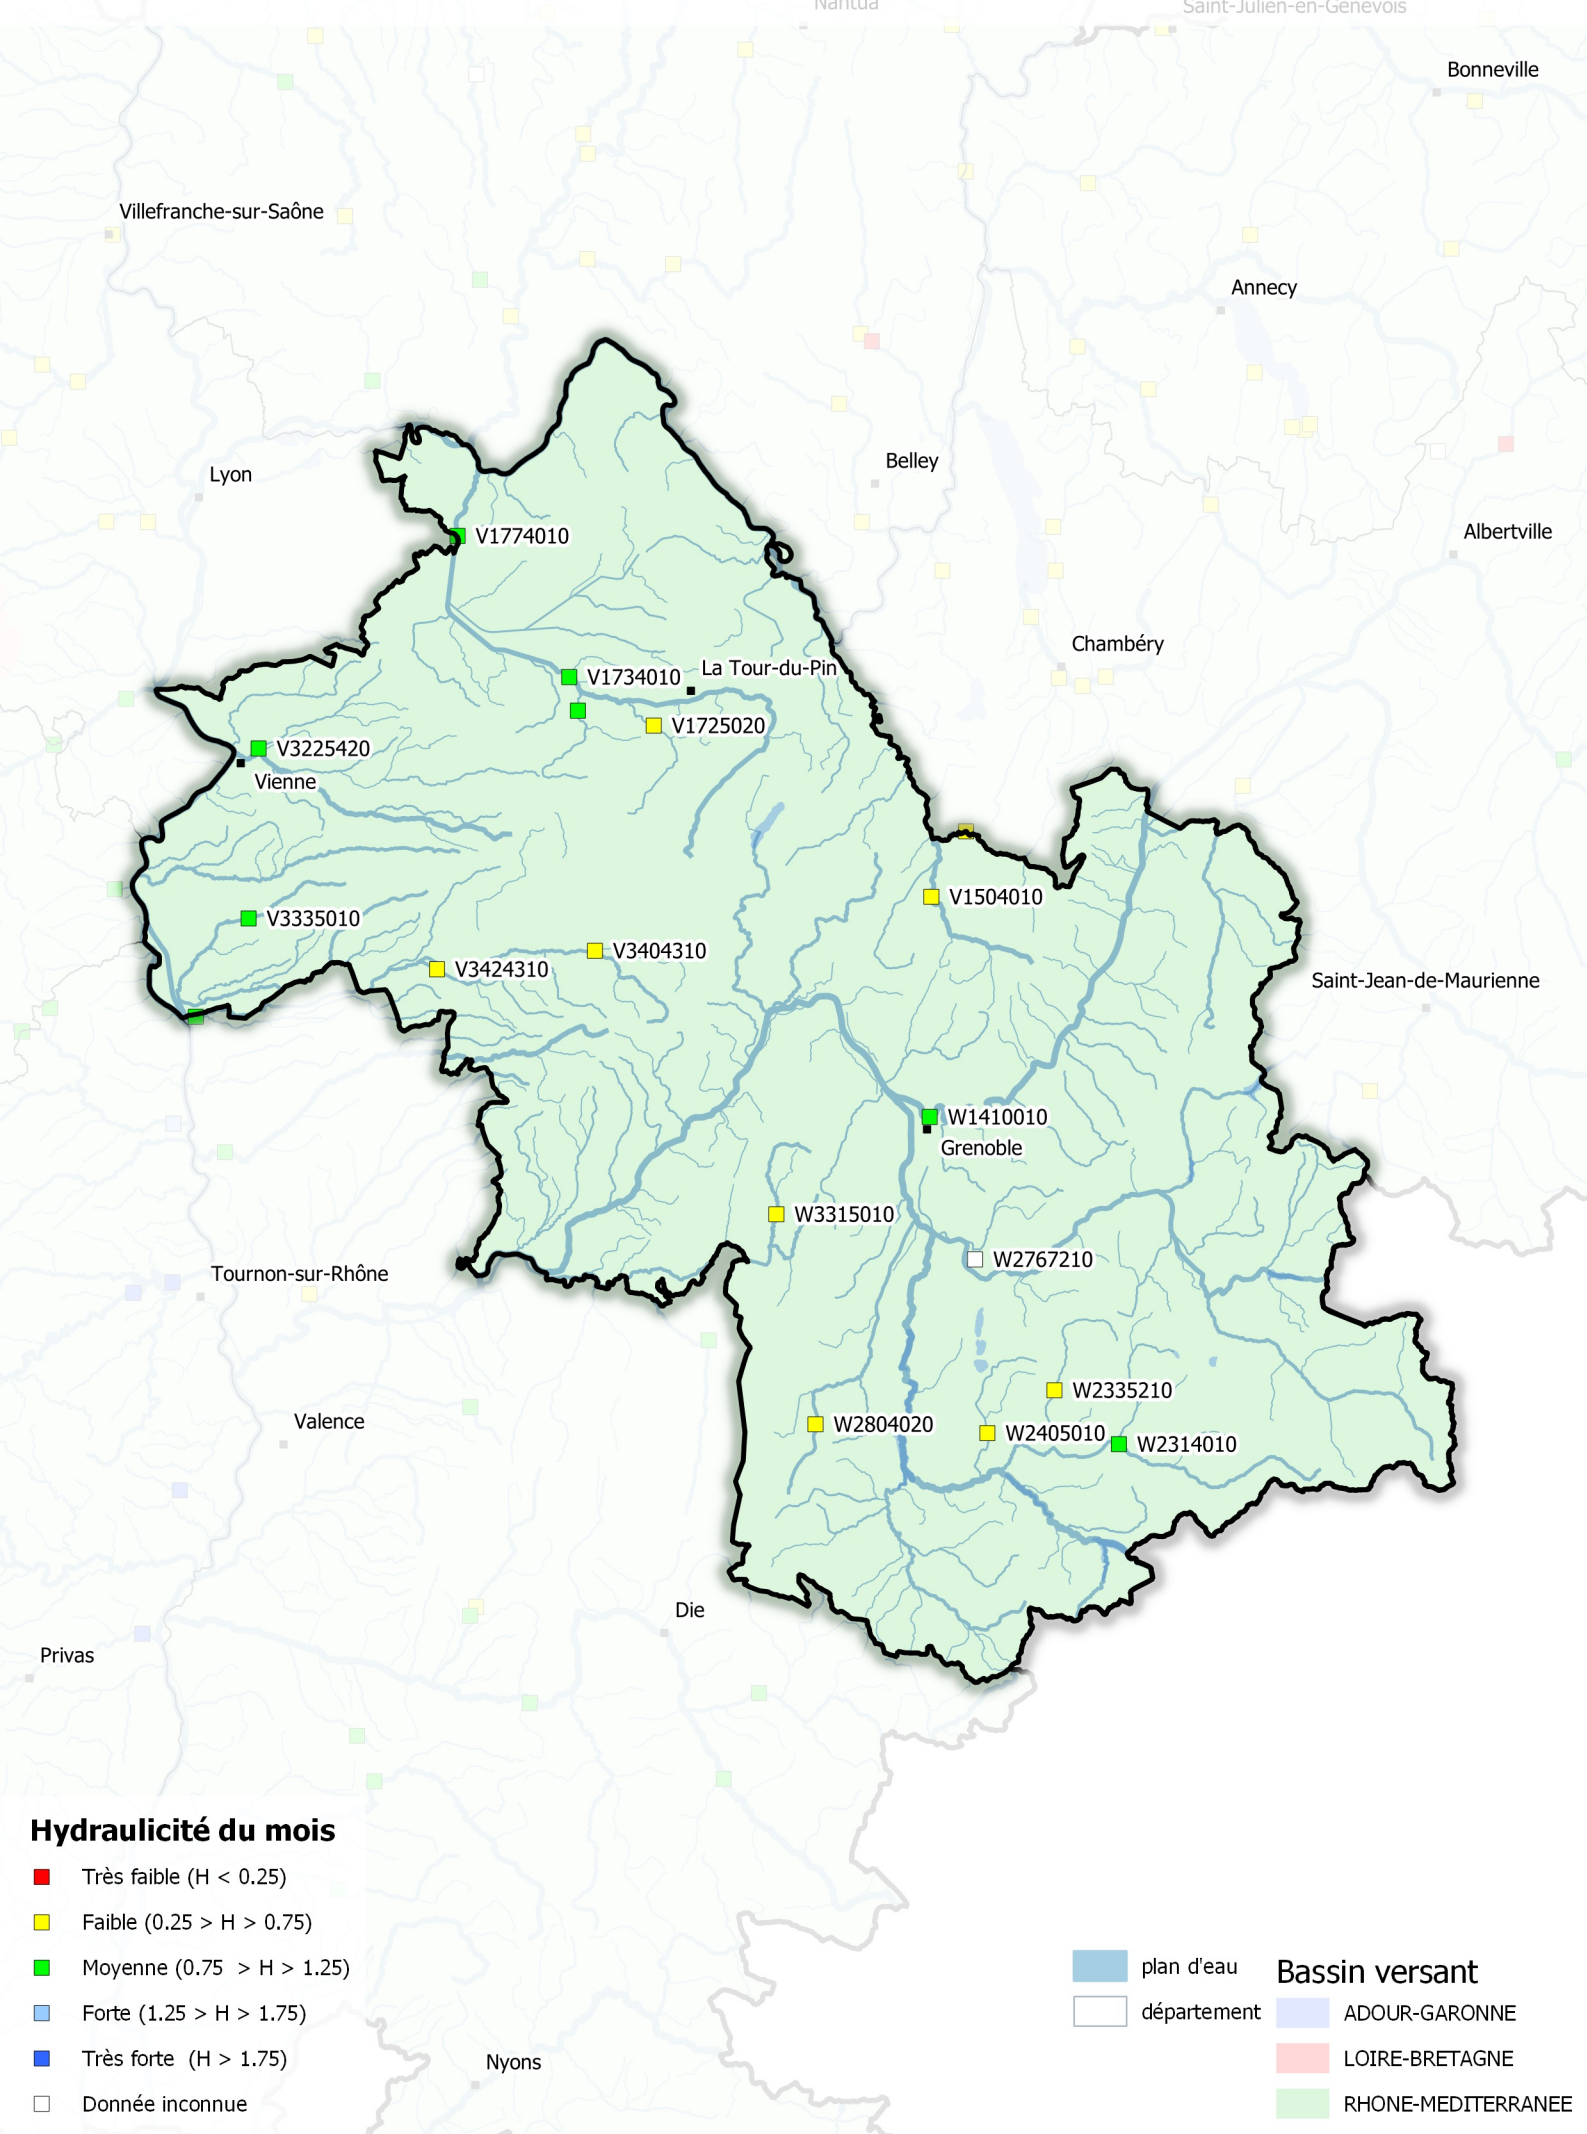 Nantua
Saint-Julien-en-Genevois
Bonneville
Villefranche-sur-Saône
Annecy
Belley
Lyon
Albertville
V1774010
Chambéry
La Tour-du-Pin
V1734010
V1725020
V3225420
Vienne
V1504010
V3335010
V3404310
V3424310
Saint-Jean-de-Maurienne
W1410010
Grenoble
W3315010
W2767210
Tournon-sur-Rhône
W2335210
Valence
W2804020
W2405010
W2314010
Die
Privas
Hydraulicité du mois
Très faible (H < 0.25)
Faible (0.25 > H > 0.75)
Moyenne (0.75  > H > 1.25)
Forte (1.25 > H > 1.75)
Très forte  (H > 1.75)
Donnée inconnue
Nyons
plan d'eau
département
Bassin versant
ADOUR-GARONNE
LOIRE-BRETAGNE
RHONE-MEDITERRANEE